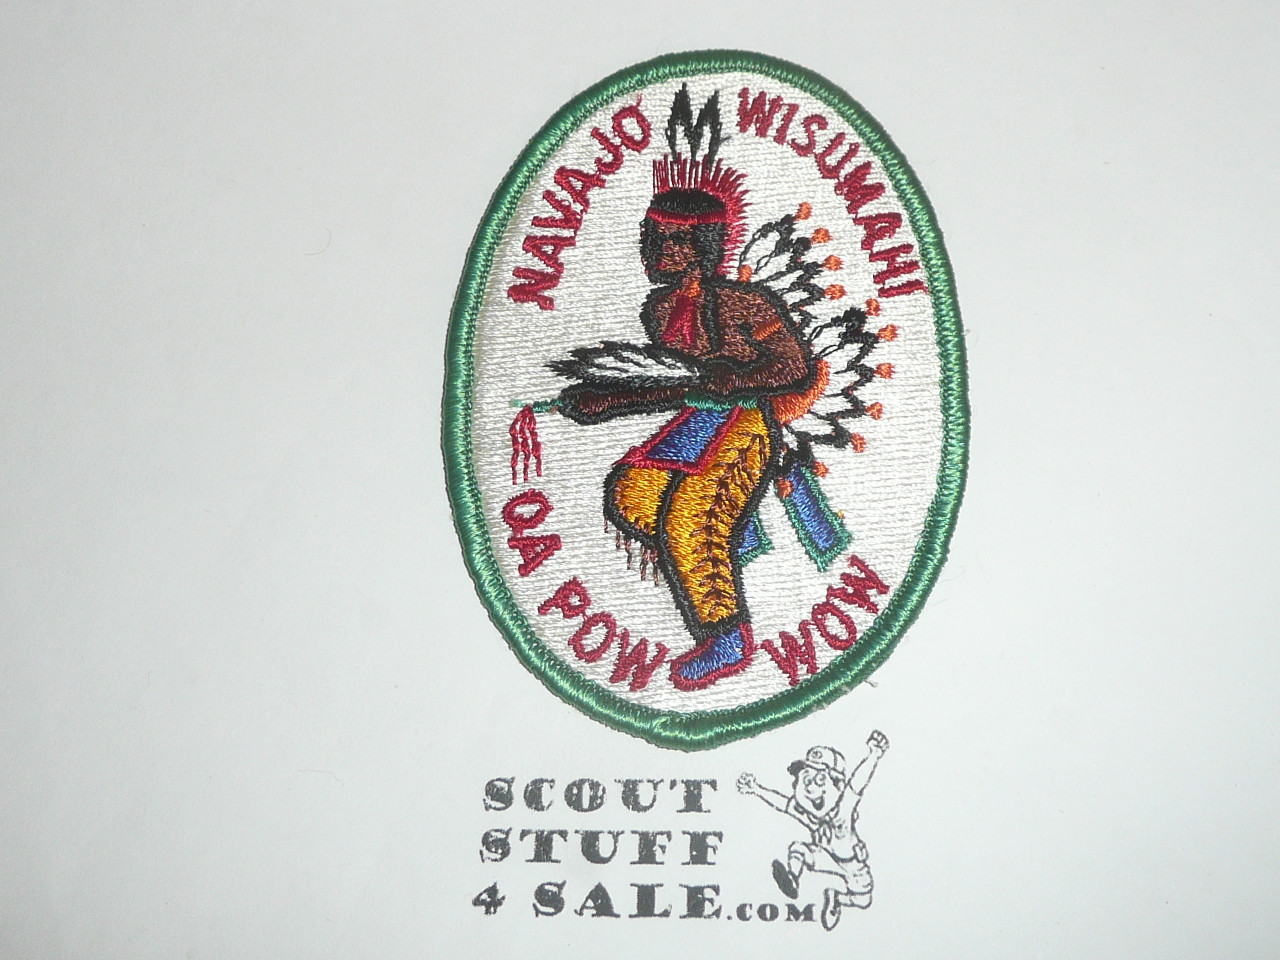 NAVAJO WISUMAHI
OA POW WOW
SCOUT
STUFF
4 SALE.COM